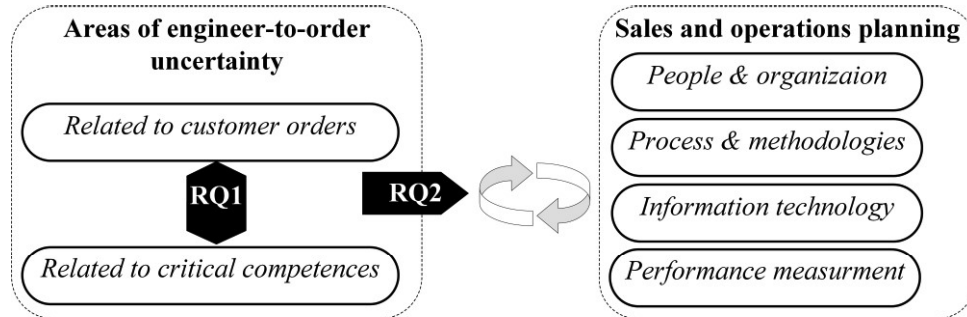 Areas of engineer-to-order
uncertainty
Related to customer orders
RQ1
Related to critical competences
RQ2
Sales and operations planning
People & organizaion
Process & methodologies
Information technology
Performance measurment